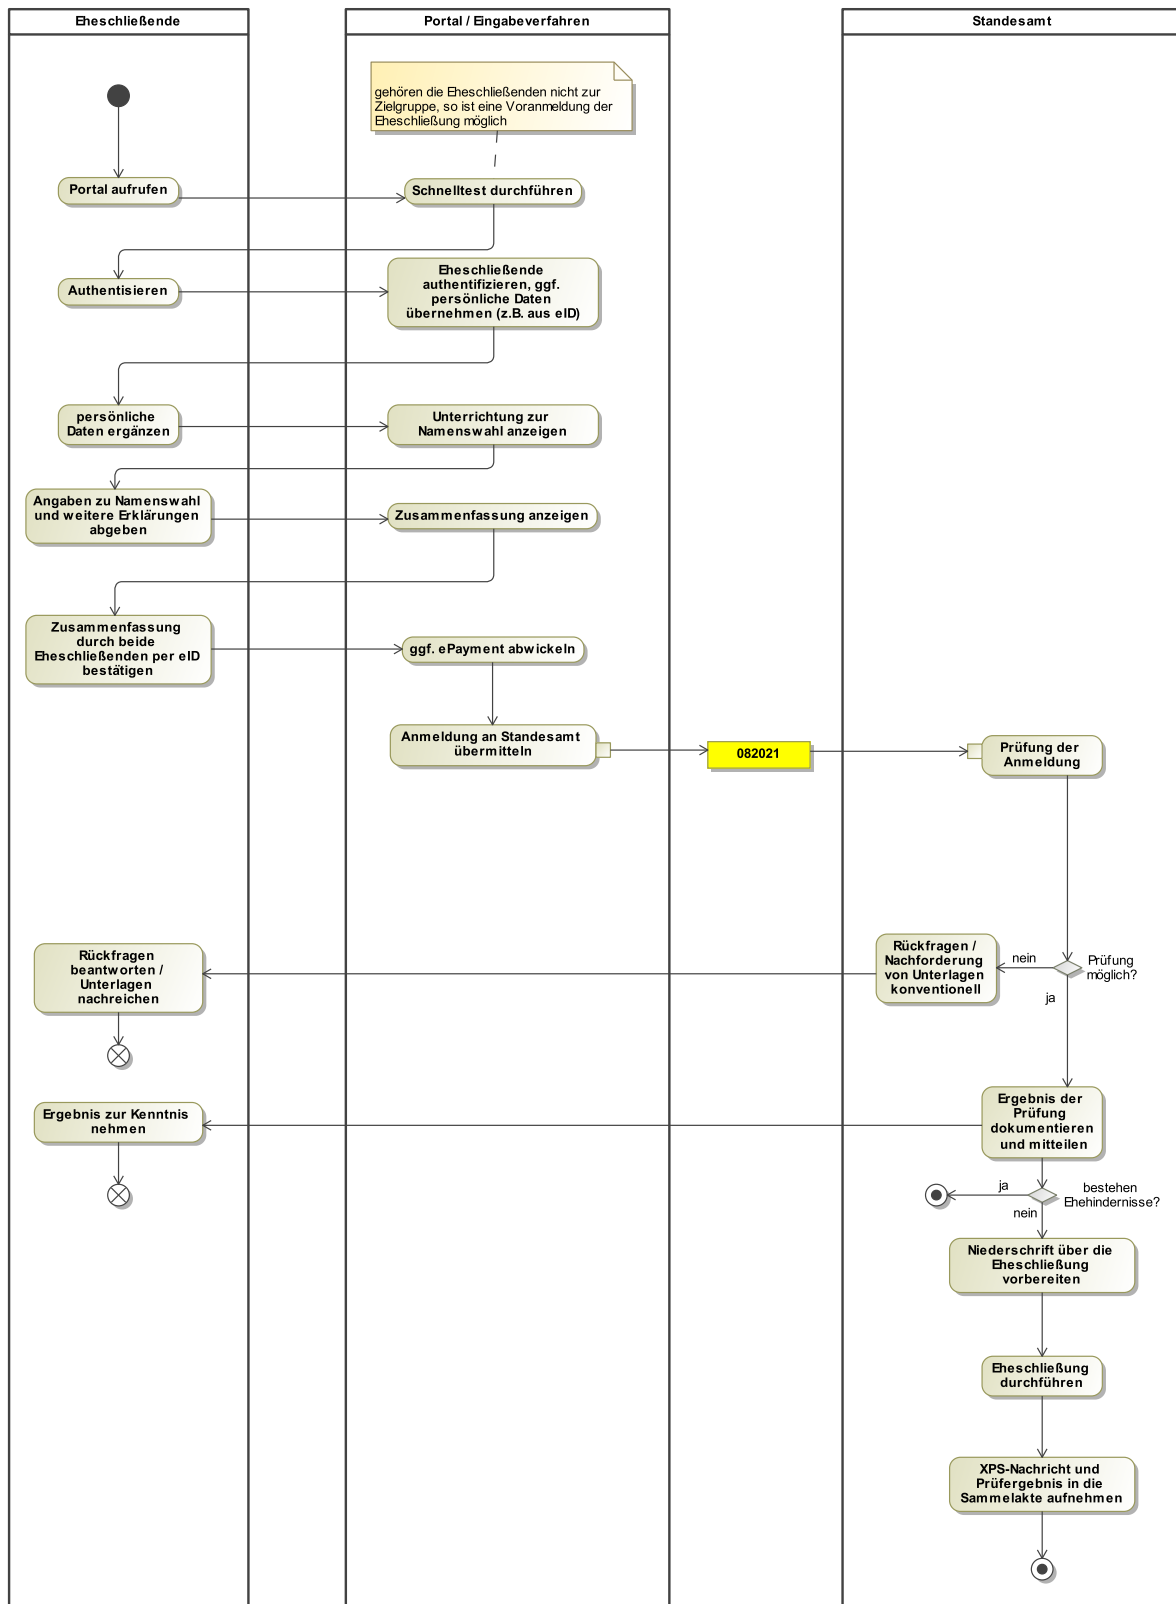 Eheschließende
Portal / Eingabeverfahren
Standesamt
gehören die Eheschließenden nicht zur
Zielgruppe, so ist eine Voranmeldung der
Eheschließung möglich
Portal aufrufen
Schnelltest durchführen
Authentisieren
Eheschließende
authentifizieren, ggf.
persönliche Daten
übernehmen (z.B. aus eID)
persönliche
Daten ergänzen
Unterrichtung zur
Namenswahl anzeigen
Angaben zu Namenswahl
und weitere Erklärungen
abgeben
Zusammenfassung anzeigen
Zusammenfassung
durch beide
Eheschließenden per eID
bestätigen
ggf. ePayment abwickeln
Anmeldung an Standesamt
übermitteln
082021
Prüfung der
Anmeldung
Rückfragen
beantworten /
Unterlagen
nachreichen
Rückfragen /
Nachforderung
von Unterlagen
konventionell
nein
Prüfung
möglich?
ja
Ergebnis zur Kenntnis
nehmen
Ergebnis der
Prüfung
dokumentieren
und mitteilen
ja
bestehen
Ehehindernisse?
nein
Niederschrift über die
Eheschließung
vorbereiten
Eheschließung
durchführen
XPS-Nachricht und
Prüfergebnis in die
Sammelakte aufnehmen